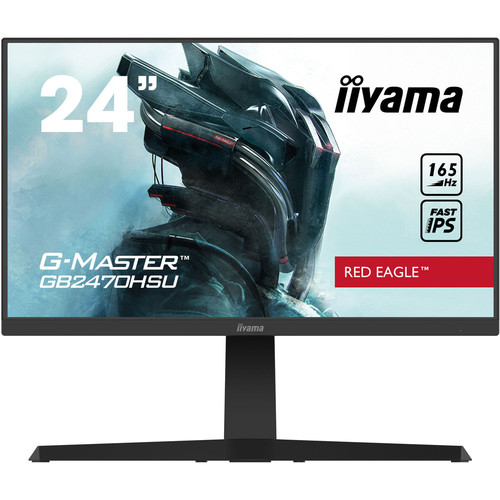 24”
iiyama
165
Hz
FAST
IPS
G-MASTER™
GB2470HSU
RED EAGLE™
iiyama